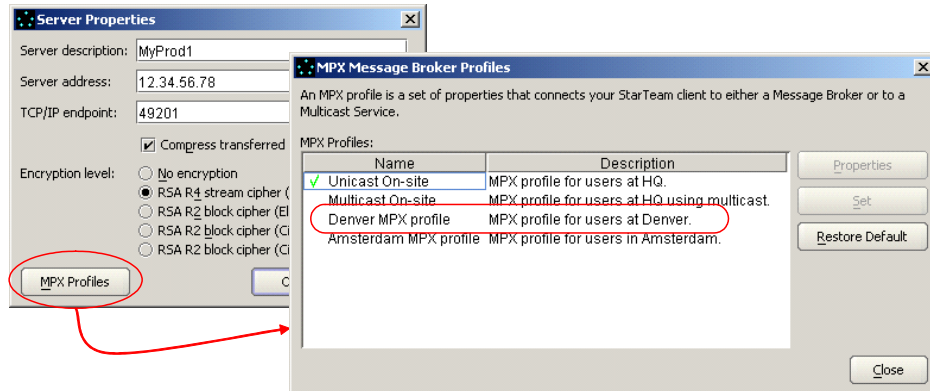 Server Properties
Server description: MyProd1
Server address: 12.34.56.78
TCP/IP endpoint: 49201
Compress transferred
Encryption level: No encryption
RSA R4 stream cipher (
RSA R2 block cipher (El
RSA R2 block cipher (Ci
RSA R2 block cipher (Ci
MPX Profiles
MPX Message Broker Profiles
An MPX profile is a set of properties that connects your StarTeam client to either a Message Broker or to a
Multicast Service.
MPX Profiles:
Name Description
Unicast On-site MPX profile for users at HQ.
Multicast On-site MPX profile for users at HQ using multicast.
Denver MPX profile MPX profile for users at Denver.
Amsterdam MPX profile MPX profile for users in Amsterdam.
Properties
Set
Restore Default
Close